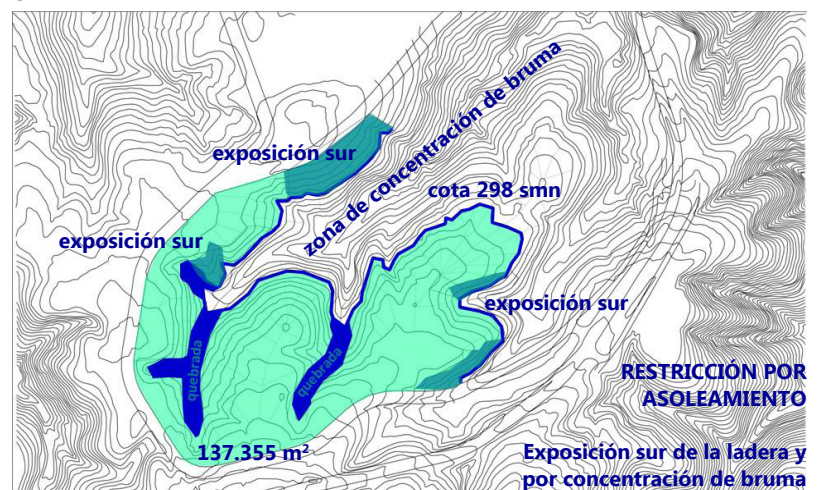 exposición sur
zona de concentración de bruma
cota 298 smn
exposición sur
exposición sur
quebrada
quebrada
RESTRICCIÓN POR
ASOLEAMIENTO
137.355 m²
Exposición sur de la ladera y
por concentración de bruma